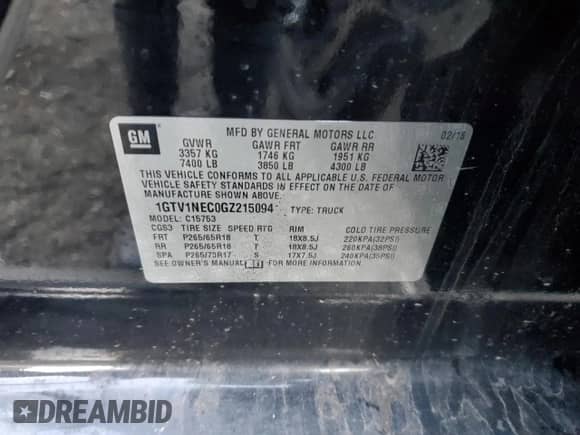 GM
MFD BY GENERAL MOTORS LLC 02/16
GVWR GAWR FRT GAWR RR
3357 KG 1746 KG 1951 KG
7400 LB 3850 LB 4300 LB
THIS VEHICLE CONFORMS TO ALL APPLICABLE U.S. FEDERAL MOTOR
VEHICLE SAFETY STANDARDS IN EFFECT ON THE DATE OF
MANUFACTURE SHOWN ABOVE.
1GTV1NEC0GZ215094 TYPE: TRUCK
MODEL: C15753
CGS3 TIRE SIZE SPEED RTG RIM COLD TIRE PRESSURE
FRT P265/65R18 T 18X8.5J 220KPA(32PSI)
RR P265/65R18 T 18X8.5J 260KPA(38PSI)
SPA P265/70R17 S 17X7.5J 240KPA(35PSI)
SEE OWNER'S MANUAL FOR MORE INFORMATION
DREAMBID